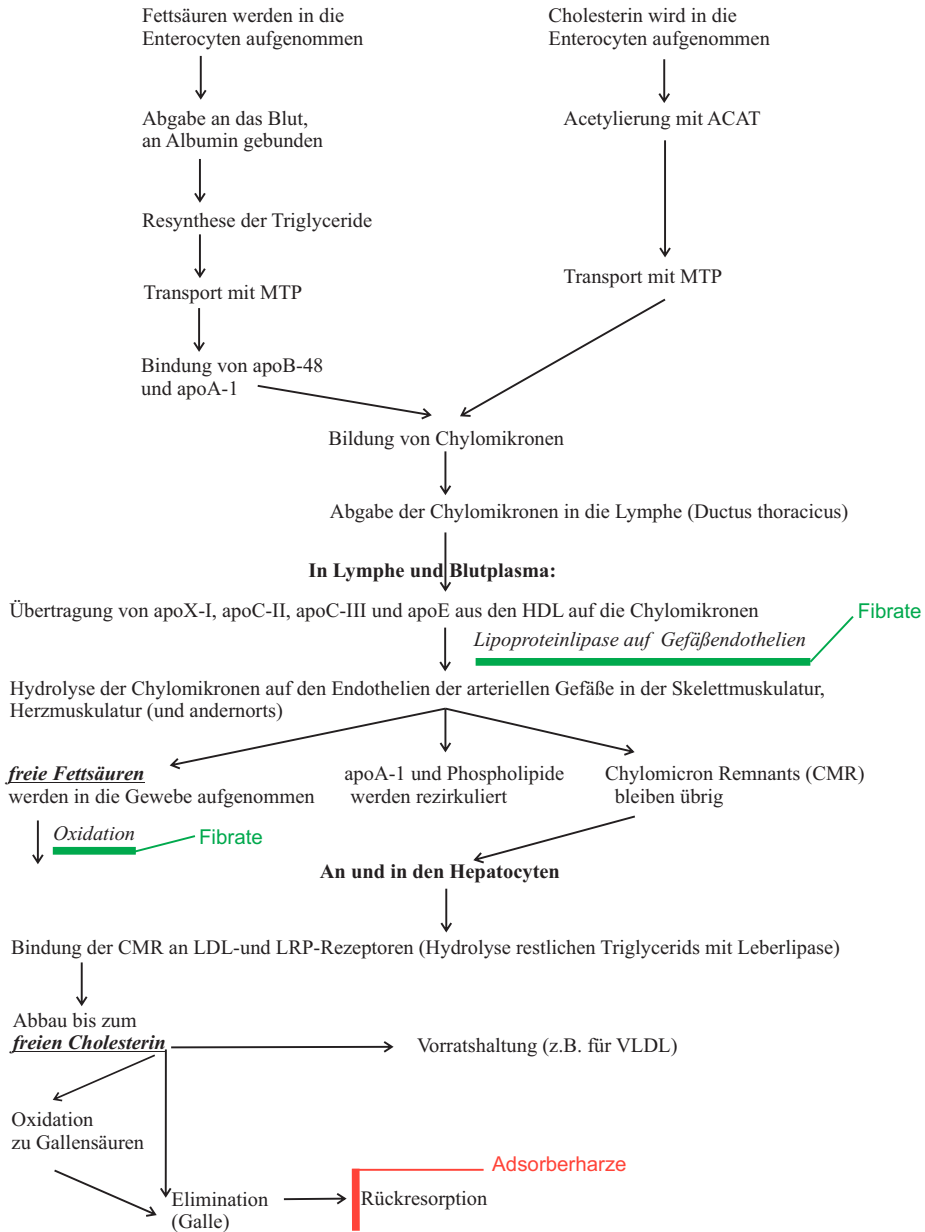 Fettsäuren werden in die
Enterocyten aufgenommen
Cholesterin wird in die
Enterocyten aufgenommen
Abgabe an das Blut,
an Albumin gebunden
Acetylierung mit ACAT
Resynthese der Triglyceride
Transport mit MTP
Transport mit MTP
Bindung von apoB-48
und apoA-1
Bildung von Chylomikronen
Abgabe der Chylomikronen in die Lymphe (Ductus thoracicus)
In Lymphe und Blutplasma:
Übertragung von apoX-I, apoC-II, apoC-III und apoE aus den HDL auf die Chylomikronen
Fibrate
Lipoproteinlipase auf Gefäßendothelien
Hydrolyse der Chylomikronen auf den Endothelien der arteriellen Gefäße in der Skelettmuskulatur,
Herzmuskulatur (und andernorts)
freie Fettsäuren
werden in die Gewebe aufgenommen
apoA-1 und Phospholipide
werden rezirkuliert
Chylomicron Remnants (CMR)
bleiben übrig
Oxidation
Fibrate
An und in den Hepatocyten
Bindung der CMR an LDL-und LRP-Rezeptoren (Hydrolyse restlichen Triglycerids mit Leberlipase)
Abbau bis zum
freien Cholesterin
Vorratshaltung (z.B. für VLDL)
Oxidation
zu Gallensäuren
Adsorberharze
Elimination
(Galle)
Rückresorption